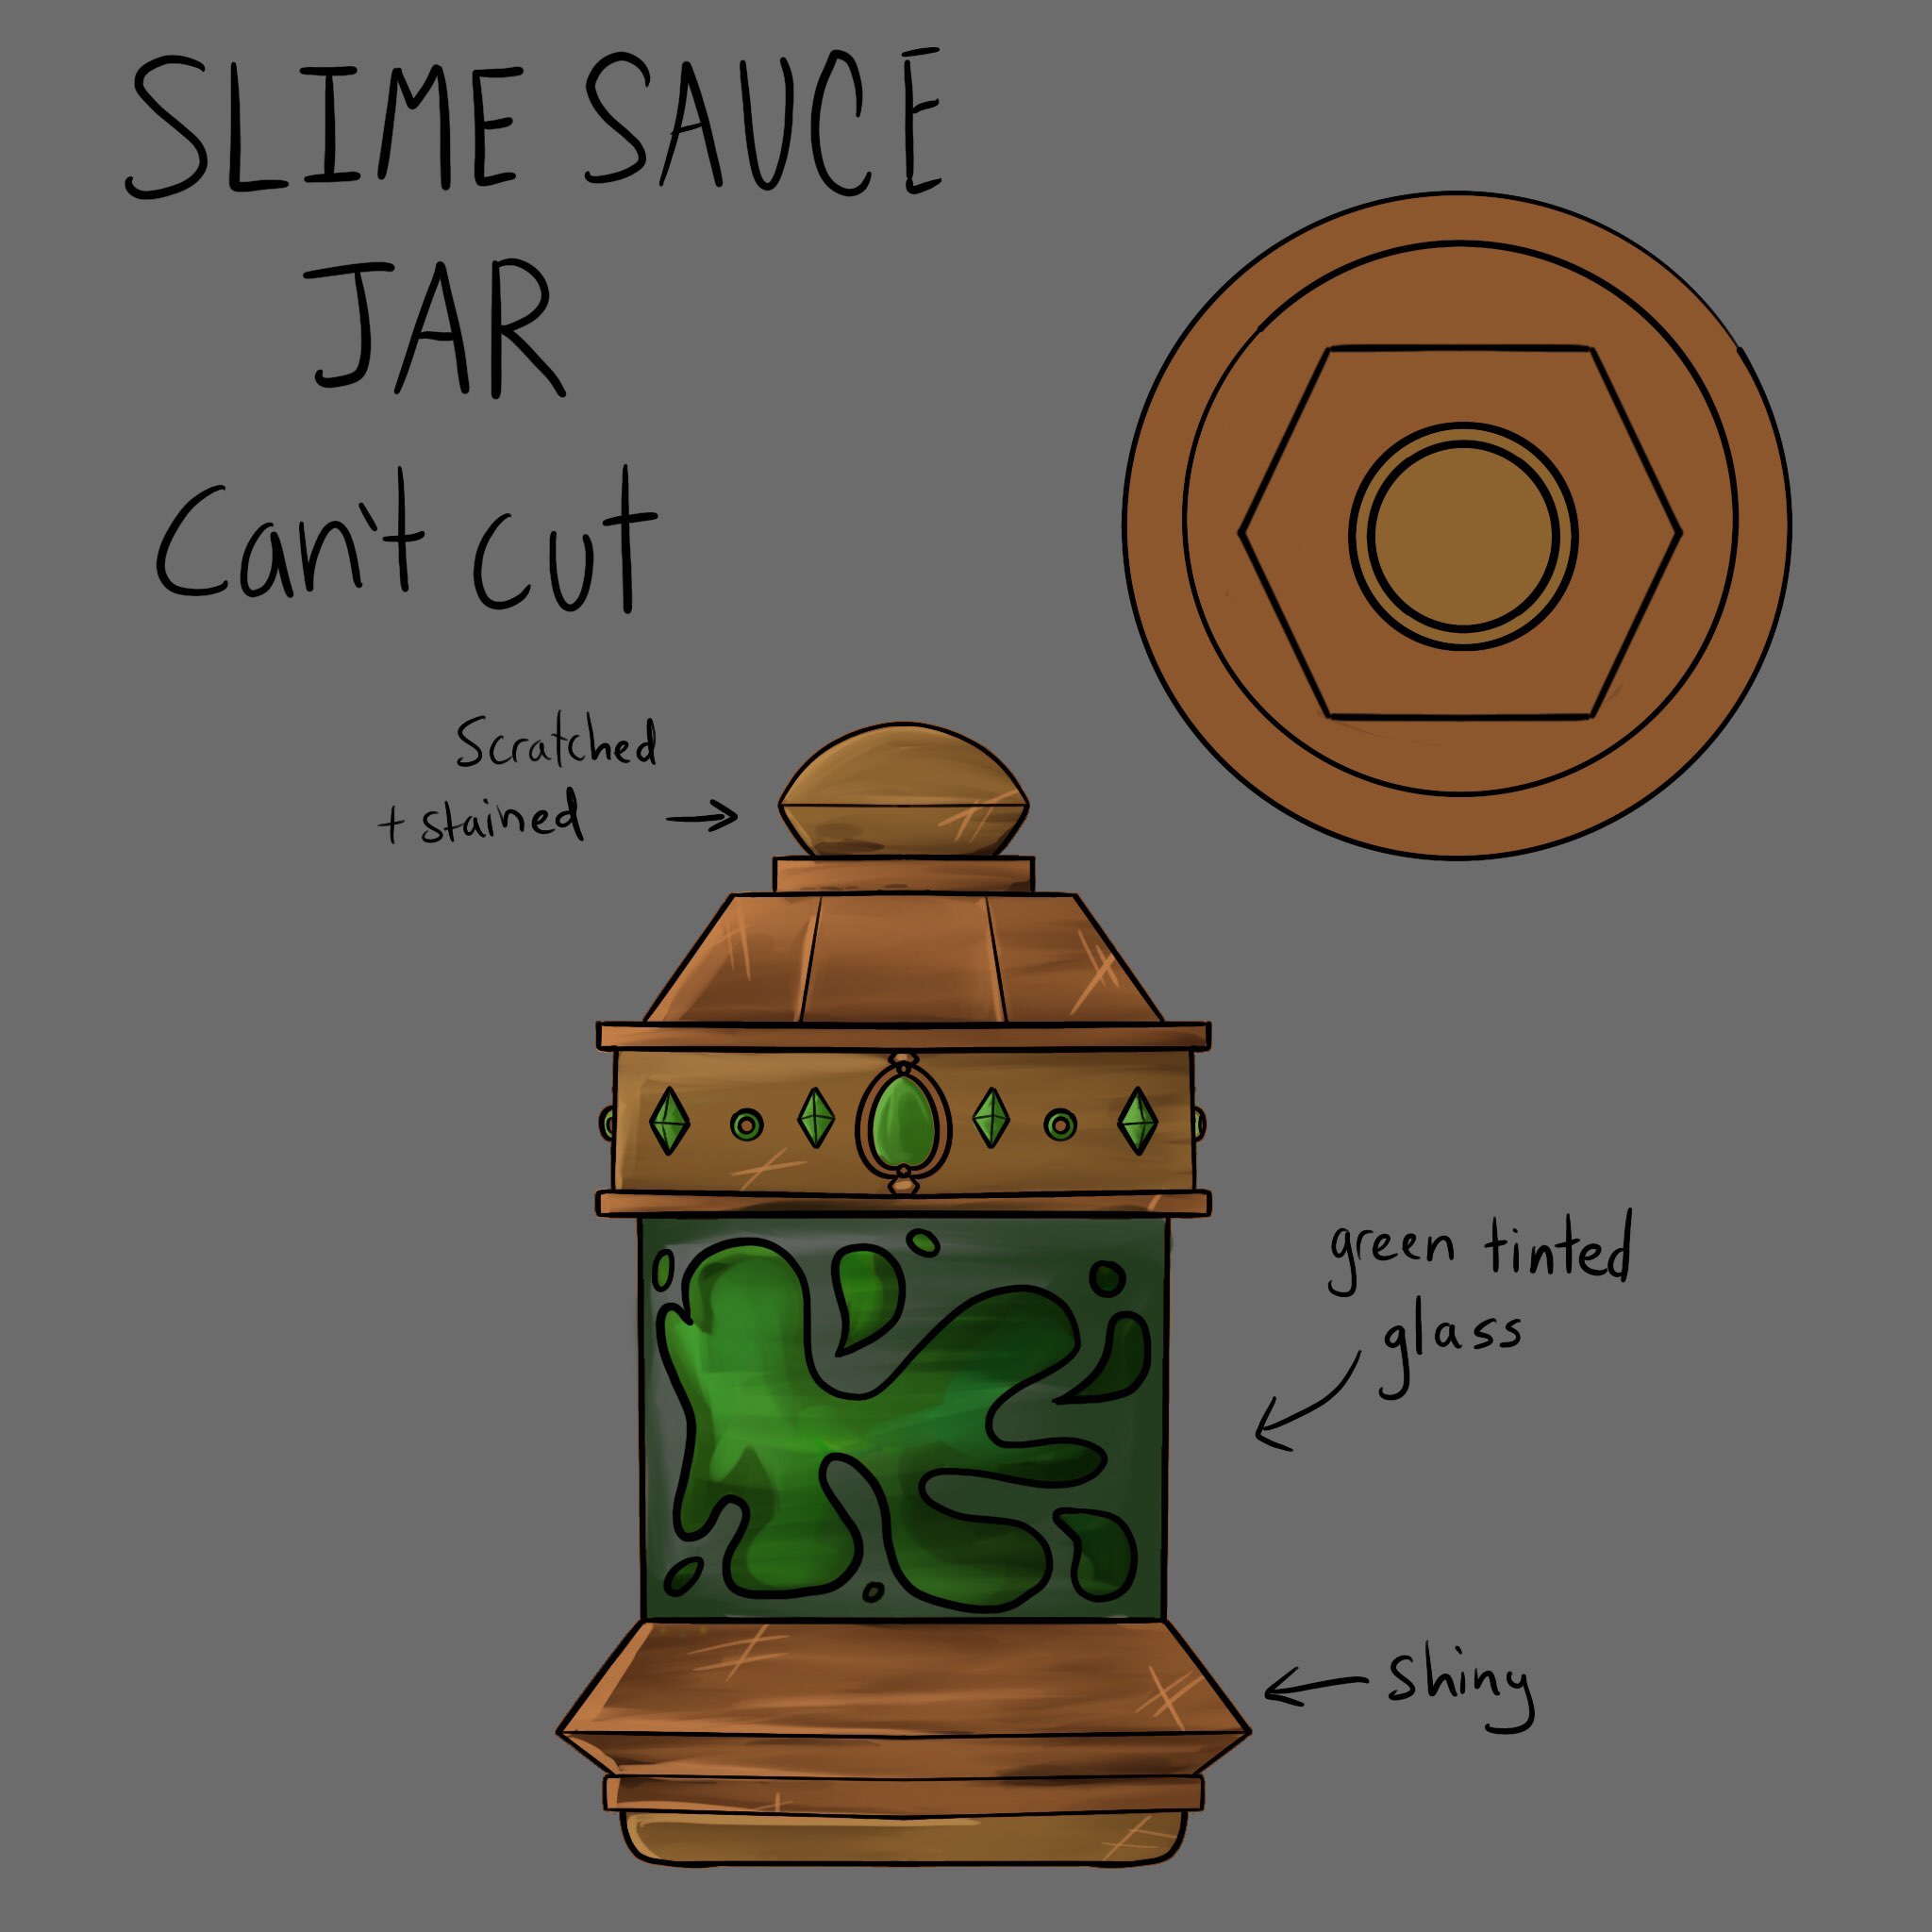 SLIME SAUCE
JAR
Can't cut
Scratched
+ stained
green tinted
glass
shiny